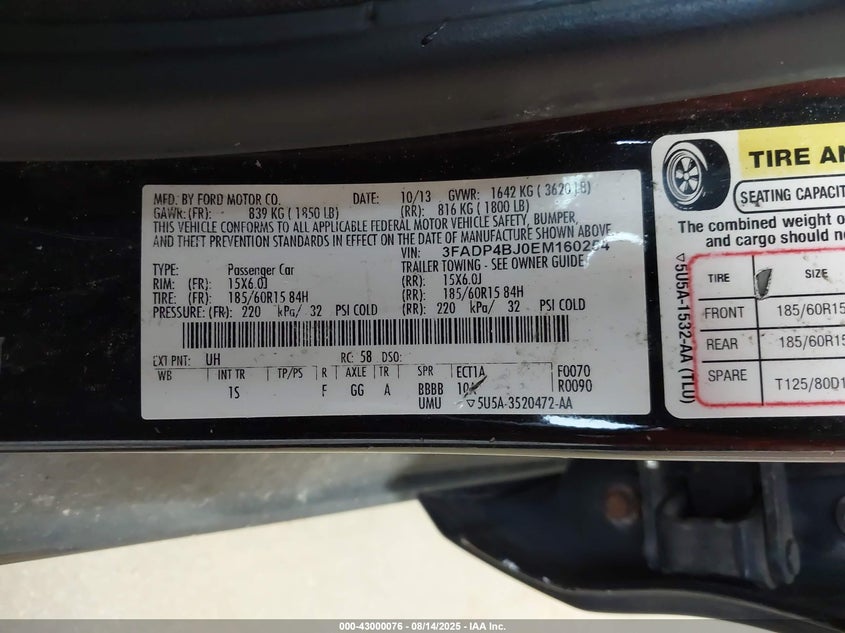 MFD. BY FORD MOTOR CO. DATE: 10/13 GVWR: 1642 KG ( 3620 LB)
GAWR: (FR): 839 KG ( 1850 LB) (RR): 816 KG ( 1800 LB)
THIS VEHICLE CONFORMS TO ALL APPLICABLE FEDERAL MOTOR VEHICLE SAFETY, BUMPER,
AND THEFT PREVENTION STANDARDS IN EFFECT ON THE DATE OF MANUFACTURE SHOWN ABOVE.
VIN: 3FADP4BJ0EM160254
TYPE: Passenger Car TRAILER TOWING - SEE OWNER GUIDE
RIM: (FR): 15X6.0J (RR): 15X6.0J
TIRE: (FR): 185/60R15 84H (RR): 185/60R15 84H
PRESSURE: (FR): 220 kPa/ 32 PSI COLD (RR): 220 kPa/ 32 PSI COLD
EXT PNT: UH RC: 58 DSO:
WB INT TR TP/PS R AXLE TR SPR ECT1A F0070
1S F GG A BBBB R0090
UMU ▽5U5A-3520472-AA
TIRE AN
SEATING CAPACIT
The combined weight o
and cargo should ne
TIRE SIZE
FRONT 185/60R15
REAR 185/60R15
SPARE T125/80D1
▽5U5A-1532-AA (TL0)
000-43000076 - 08/14/2025 - IAA Inc.